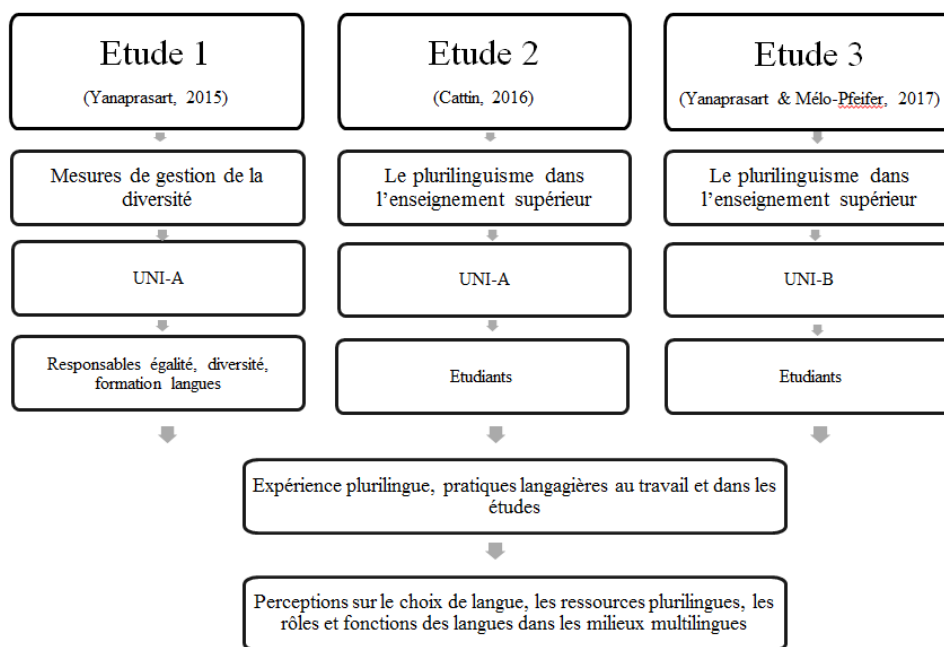 Etude 1
(Yanaprasart, 2015)
Etude 2
(Cattin, 2016)
Etude 3
(Yanaprasart & Mélo-Pfeifer, 2017)
Mesures de gestion de la
diversité
Le plurilinguisme dans
l'enseignement supérieur
Le plurilinguisme dans
l'enseignement supérieur
UNI-A
UNI-A
UNI-B
Responsables égalité, diversité,
formation langues
Etudiants
Etudiants
Expérience plurilingue, pratiques langagières au travail et dans les
études
Perceptions sur le choix de langue, les ressources plurilingues, les
rôles et fonctions des langues dans les milieux multilingues